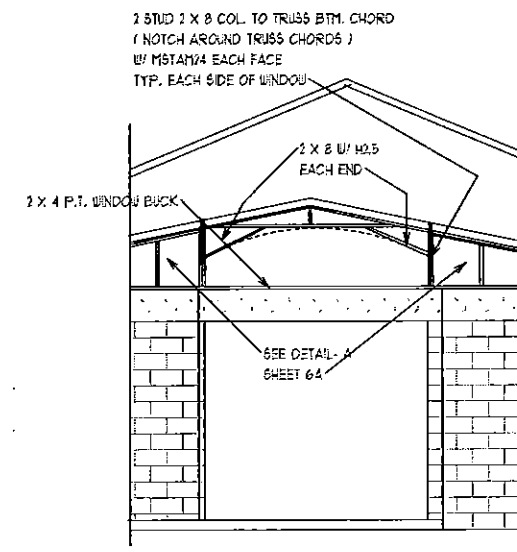 2 STUD 2 X 8 COL. TO TRUSS BTM. CHORD
( NOTCH AROUND TRUSS CHORDS )
W/ MSTAM24 EACH FACE
TYP. EACH SIDE OF WINDOW
2 X 8 W/ H2.5
EACH END
2 X 4 P.T. WINDOW BUCK
SEE DETAIL- A
SHEET 6A